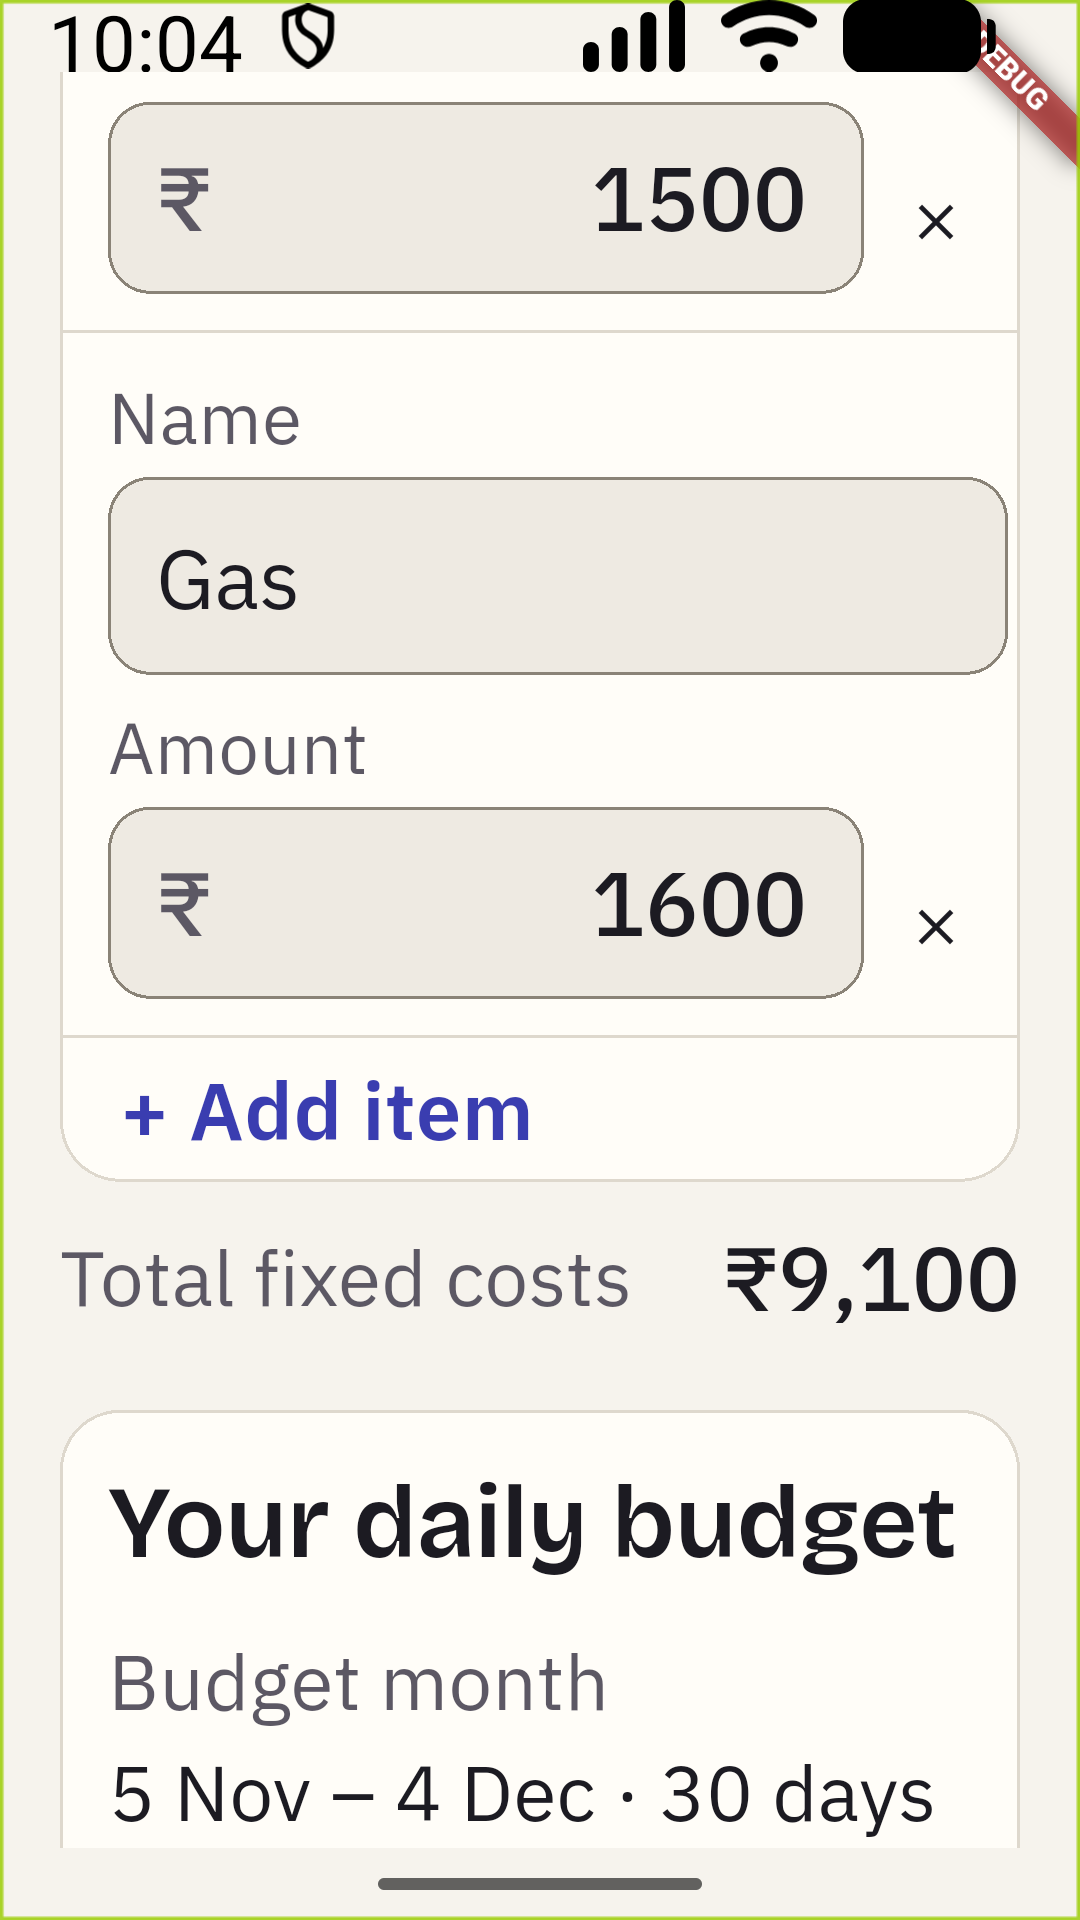 10:04
DEBUG
₹ 1500 ×
Name
Gas
Amount
₹ 1600 ×
+ Add item
Total fixed costs ₹9,100
Your daily budget
Budget month
5 Nov – 4 Dec · 30 days